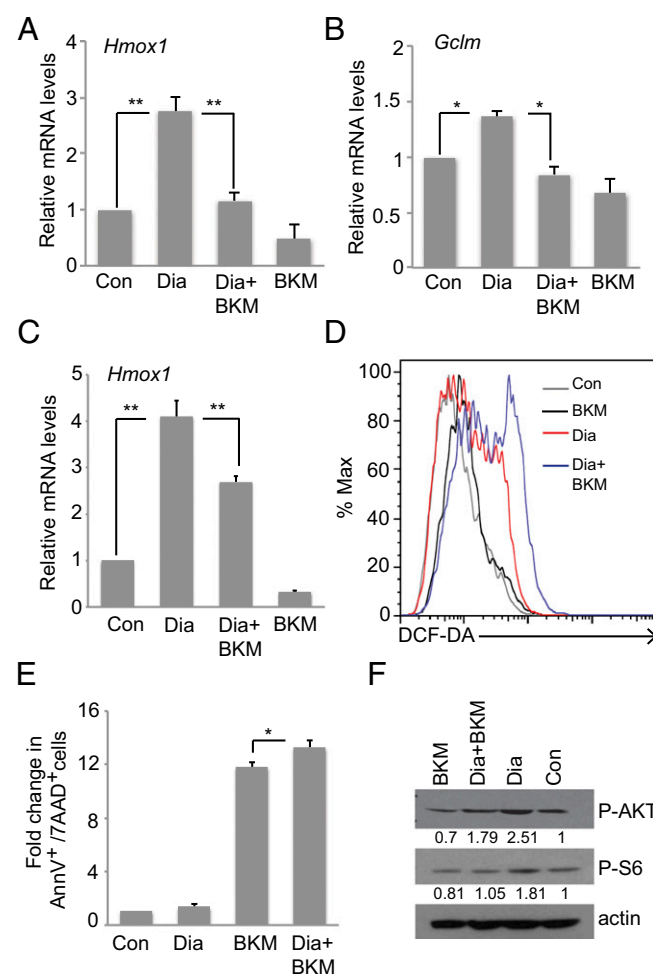 A
Hmox1
Relative mRNA levels
4
3
2
1
0
** **
Con Dia Dia+ BKM
BKM
B
Gclm
Relative mRNA levels
2
1.5
1
0.5
0
* *
Con Dia Dia+ BKM
BKM
C
Hmox1
Relative mRNA levels
5
4
3
2
1
0
** **
Con Dia Dia+ BKM
BKM
D
% Max
100
80
60
40
20
0
Con
BKM
Dia
Dia+
BKM
DCF-DA
E
Fold change in
AnnV+ /7AAD+cells
16
12
8
4
0
*
Con Dia BKM Dia+
BKM
F
BKM Dia+BKM Dia Con
P-AKT
0.7 1.79 2.51 1
P-S6
0.81 1.05 1.81 1
actin